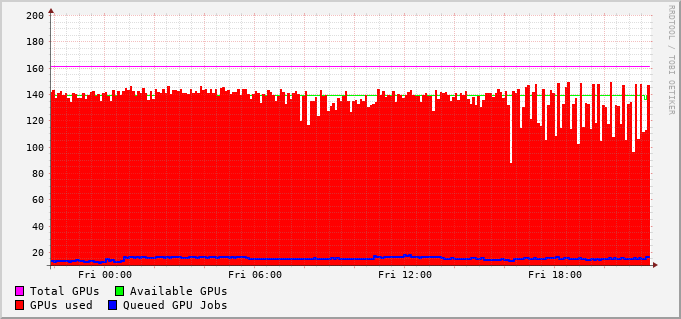 200
180
160
140
120
100
80
60
40
20
Fri 00:00 Fri 06:00 Fri 12:00 Fri 18:00
Total GPUs Available GPUs
GPUs used Queued GPU Jobs
RRDTOOL / TOBI OETIKER